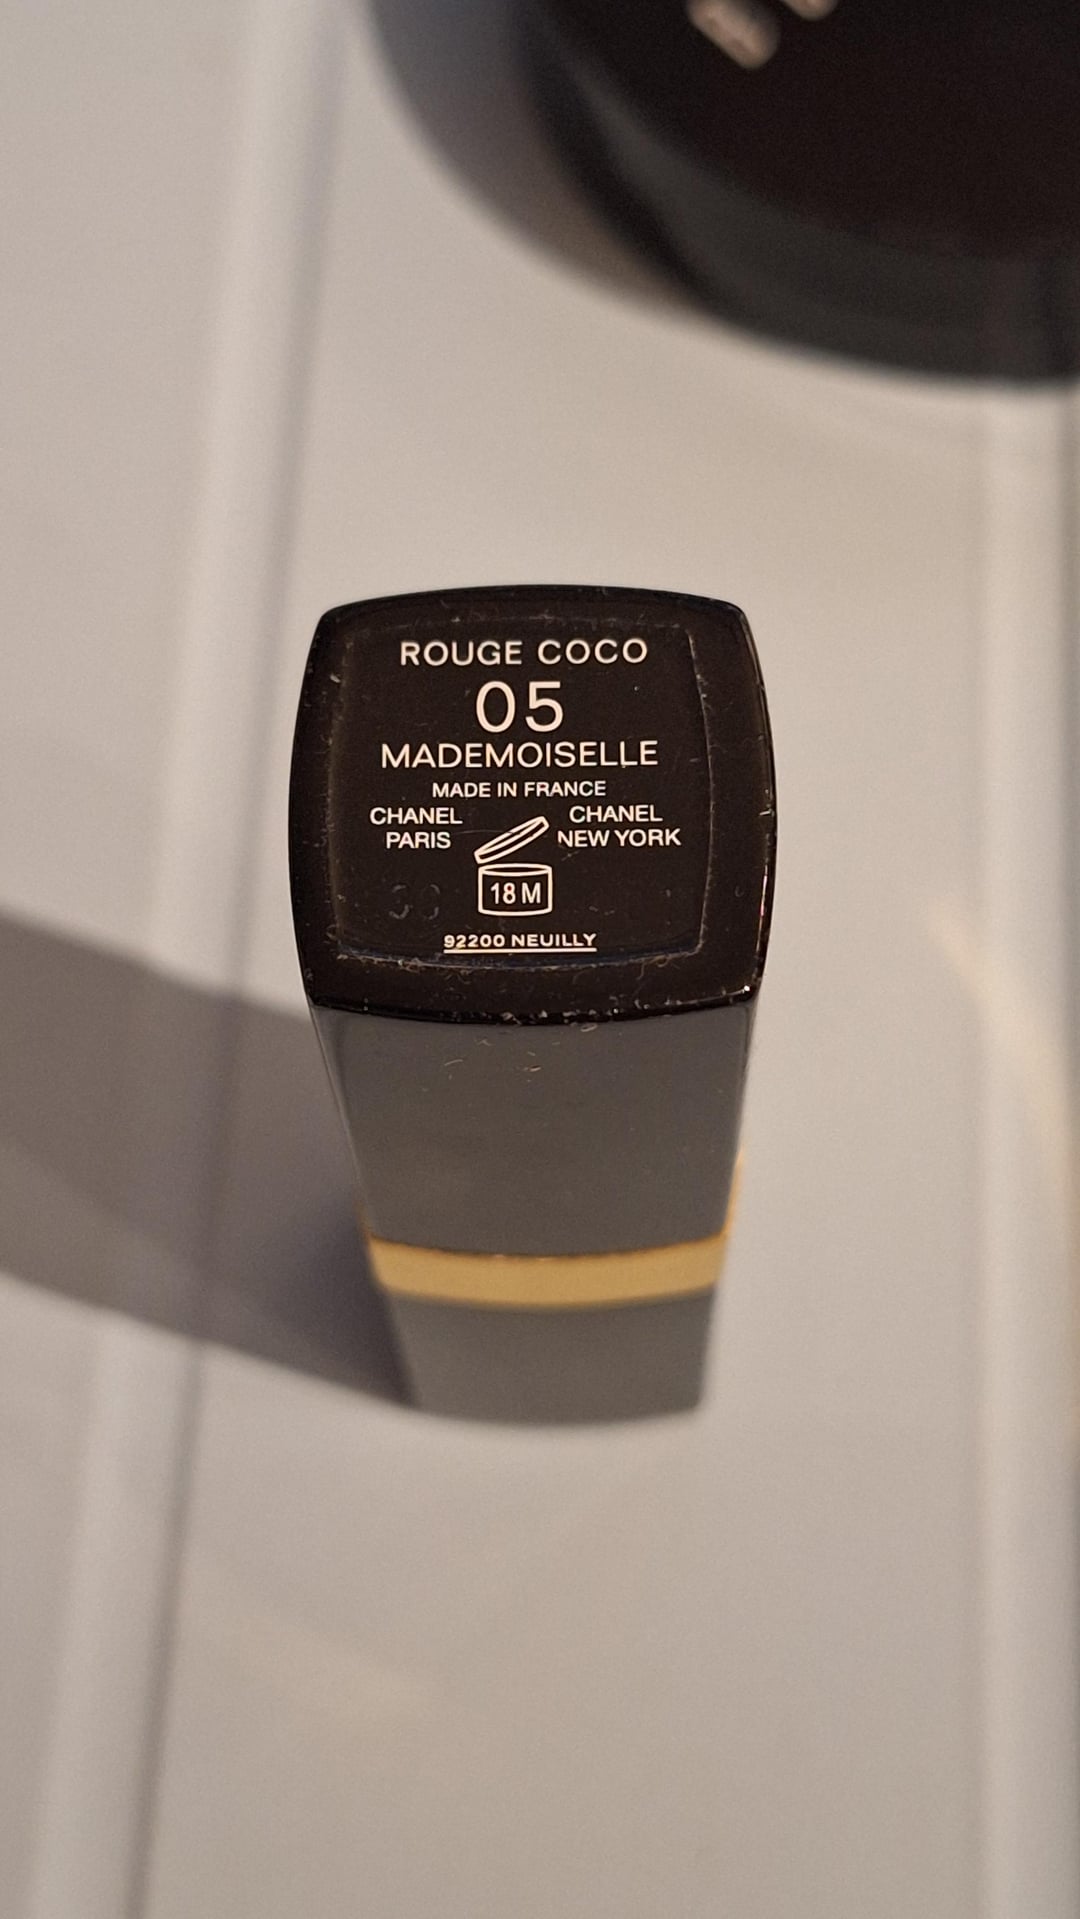 ROUGE COCO
05
MADEMOISELLE
MADE IN FRANCE
CHANEL PARIS
CHANEL NEW YORK
18 M
92200 NEUILLY